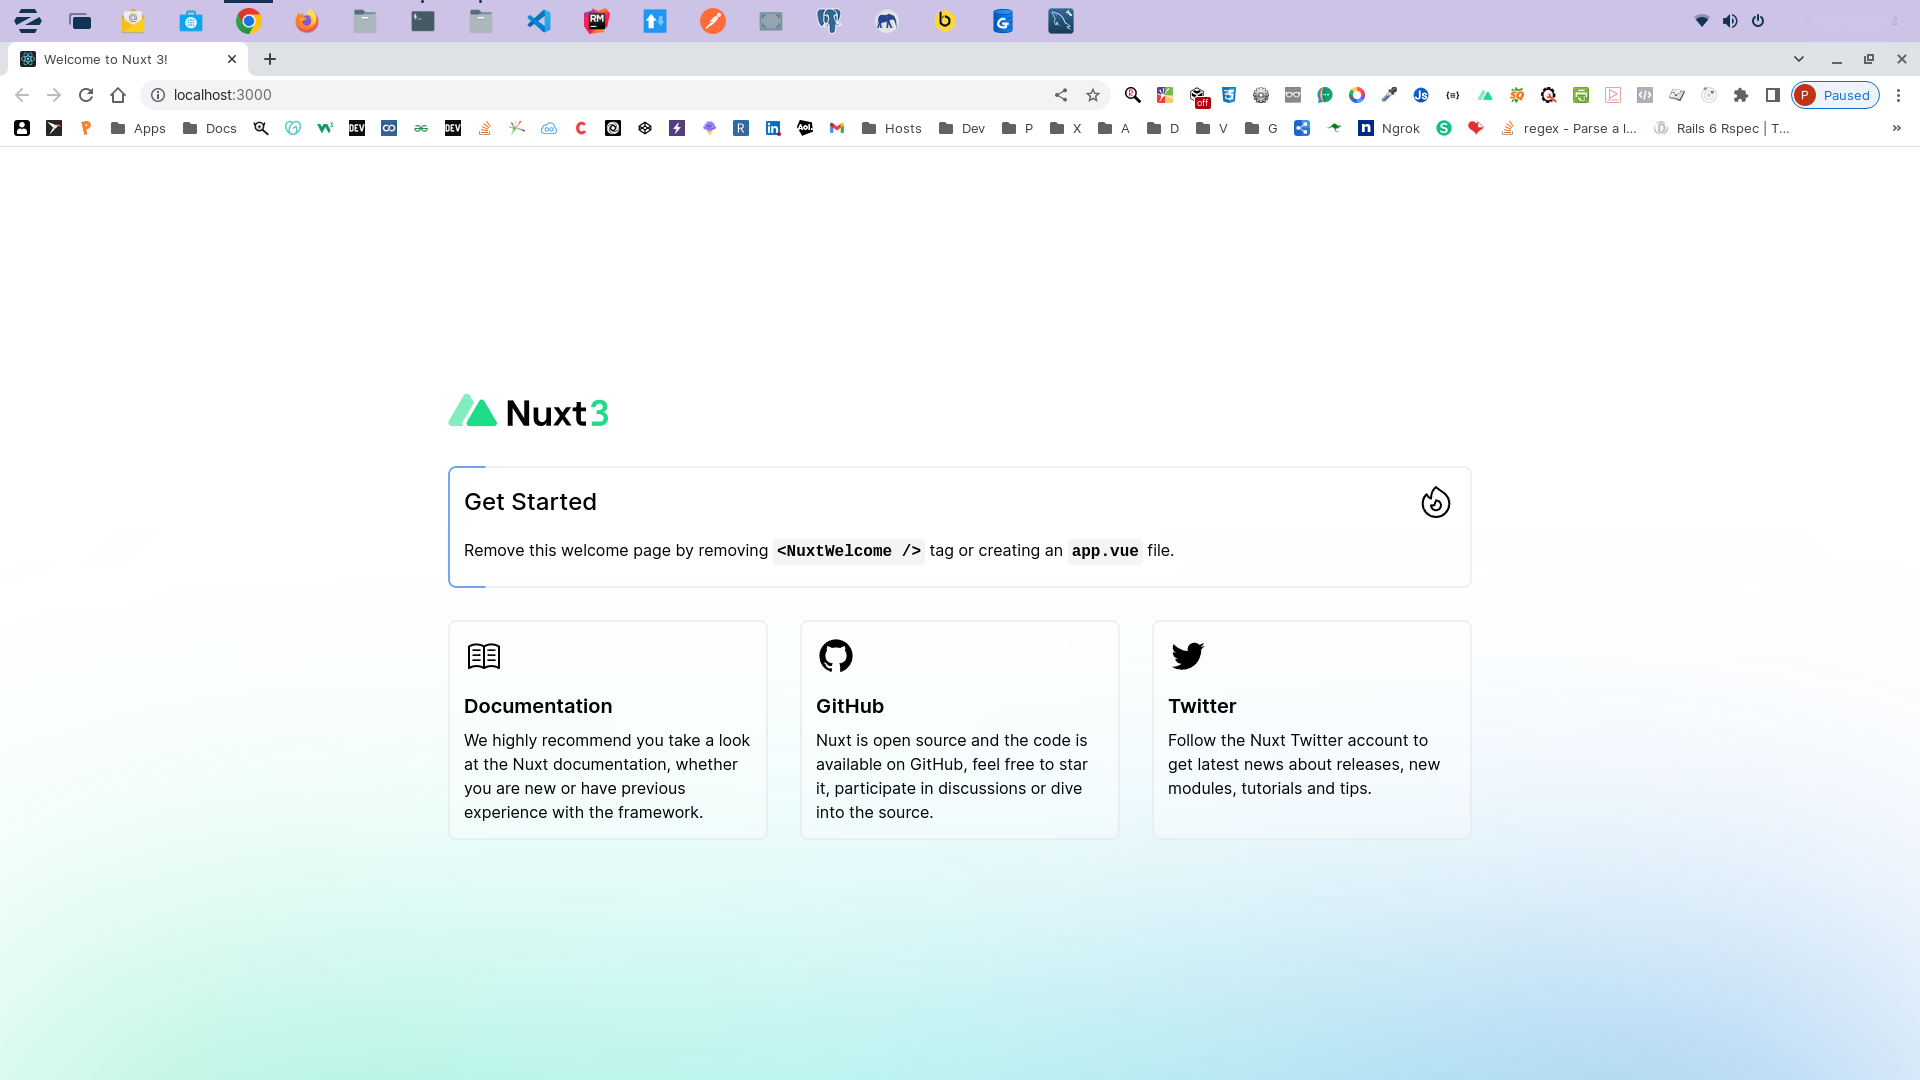 Welcome to Nuxt 3!
localhost:3000
off
Paused
Apps
Docs
Hosts
Dev
P
X
A
D
V
G
Ngrok
regex - Parse a l...
Rails 6 Rspec | T...
Nuxt 3
Get Started
Remove this welcome page by removing <NuxtWelcome /> tag or creating an app.vue file.
Documentation
We highly recommend you take a look
at the Nuxt documentation, whether
you are new or have previous
experience with the framework.
GitHub
Nuxt is open source and the code is
available on GitHub, feel free to star
it, participate in discussions or dive
into the source.
Twitter
Follow the Nuxt Twitter account to
get latest news about releases, new
modules, tutorials and tips.